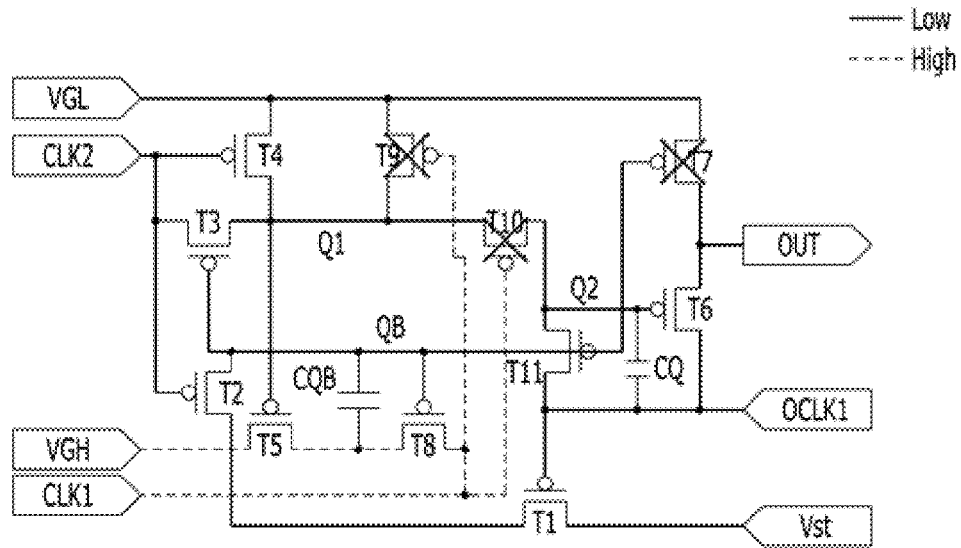 Low
High
VGL
CLK2
T4
T9
T7
T3
T10
Q1
OUT
Q2
T6
QB
CQB
T11
CQ
T2
OCLK1
VGH
T5
T8
CLK1
T1
Vst